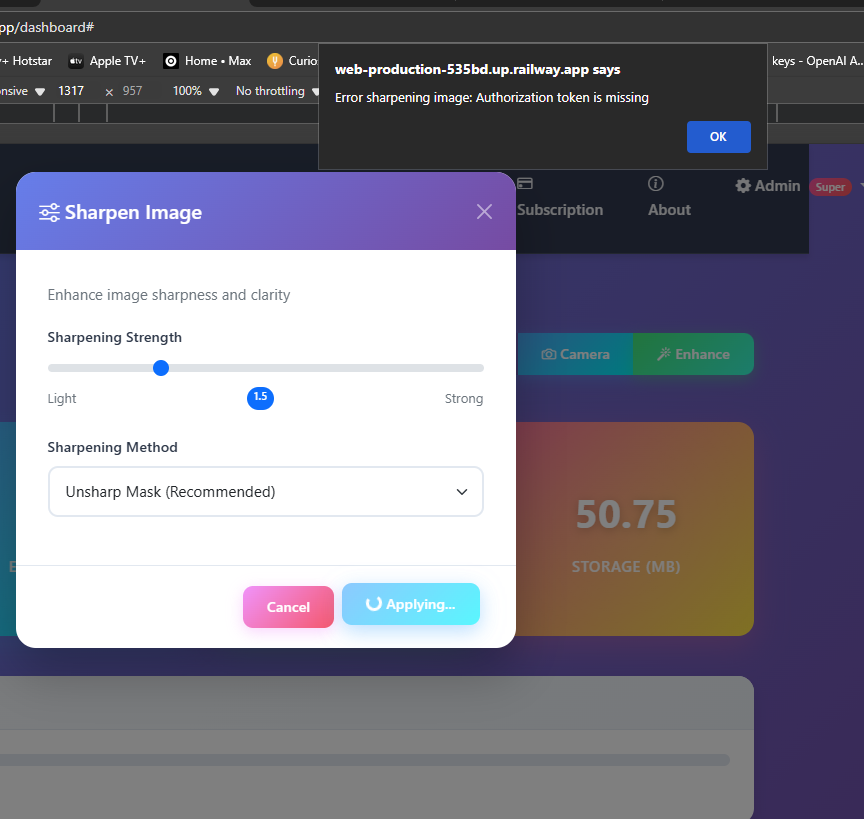 pp/dashboard#
+ Hotstar
tv
Apple TV+
Home • Max
Curio
keys - OpenAI A...
nsive ▼ 1317 × 957 100% ▼ No throttling ▼
web-production-535bd.up.railway.app says
Error sharpening image: Authorization token is missing
OK
Subscription
About
Admin
Super
Sharpen Image
Enhance image sharpness and clarity
Sharpening Strength
Light
1.5
Strong
Sharpening Method
Unsharp Mask (Recommended)
Cancel
Applying...
Camera
Enhance
50.75
STORAGE (MB)
E